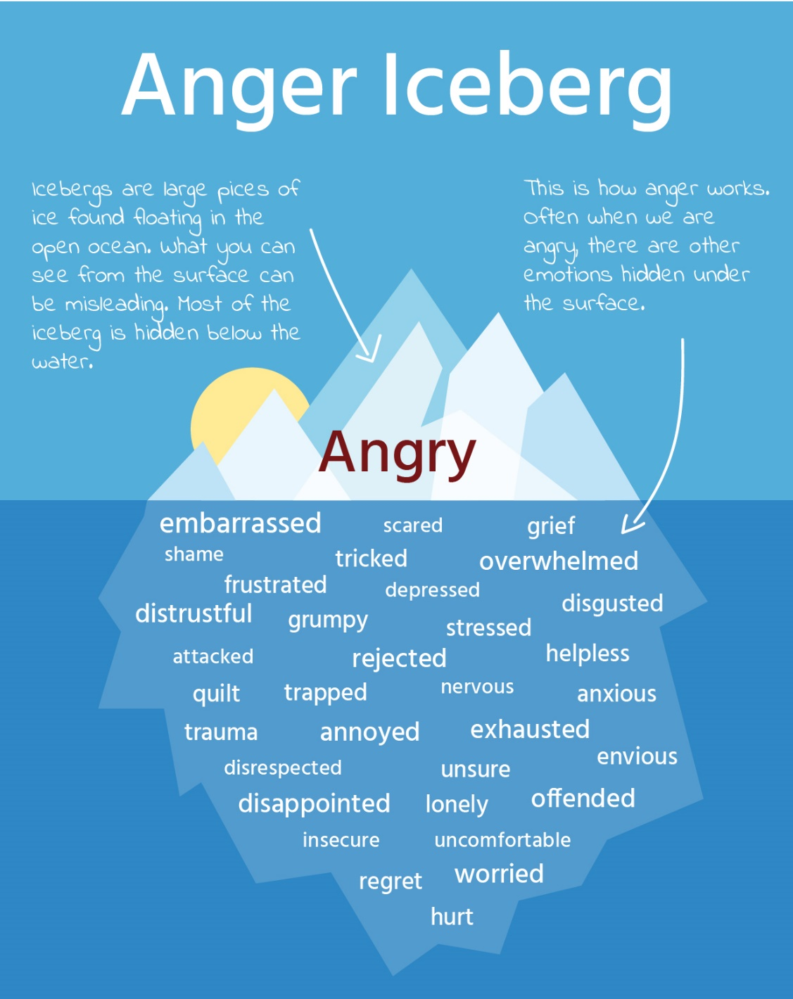 Anger Iceberg
Icebergs are large pices of
ice found floating in the
open ocean. What you can
see from the surface can
be misleading. Most of the
iceberg is hidden below the
water.
This is how anger works.
Often when we are
angry, there are other
emotions hidden under
the surface.
Angry
embarrassed scared grief
shame tricked overwhelmed
frustrated depressed
distrustful grumpy stressed disgusted
attacked rejected helpless
quilt trapped nervous anxious
trauma annoyed exhausted
disrespected unsure envious
disappointed lonely offended
insecure uncomfortable
regret worried
hurt